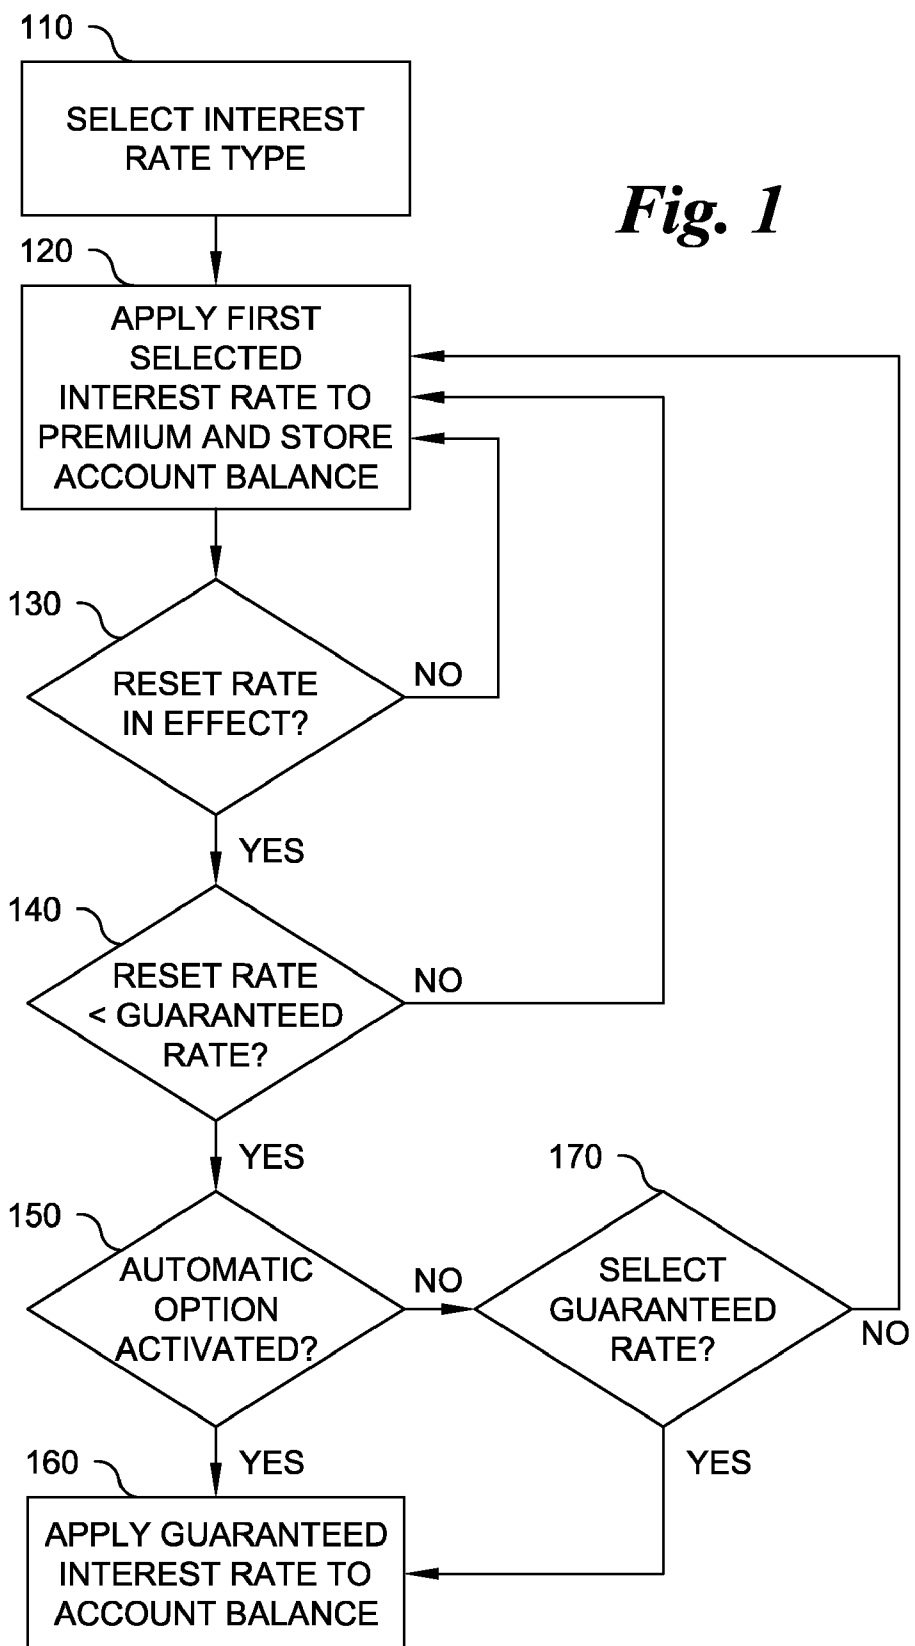 110
SELECT INTEREST
RATE TYPE
Fig. 1
120
APPLY FIRST
SELECTED
INTEREST RATE TO
PREMIUM AND STORE
ACCOUNT BALANCE
130
RESET RATE
IN EFFECT?
NO
YES
140
RESET RATE
< GUARANTEED
RATE?
NO
YES
150
AUTOMATIC
OPTION
ACTIVATED?
NO
170
SELECT
GUARANTEED
RATE?
NO
YES
YES
160
APPLY GUARANTEED
INTEREST RATE TO
ACCOUNT BALANCE